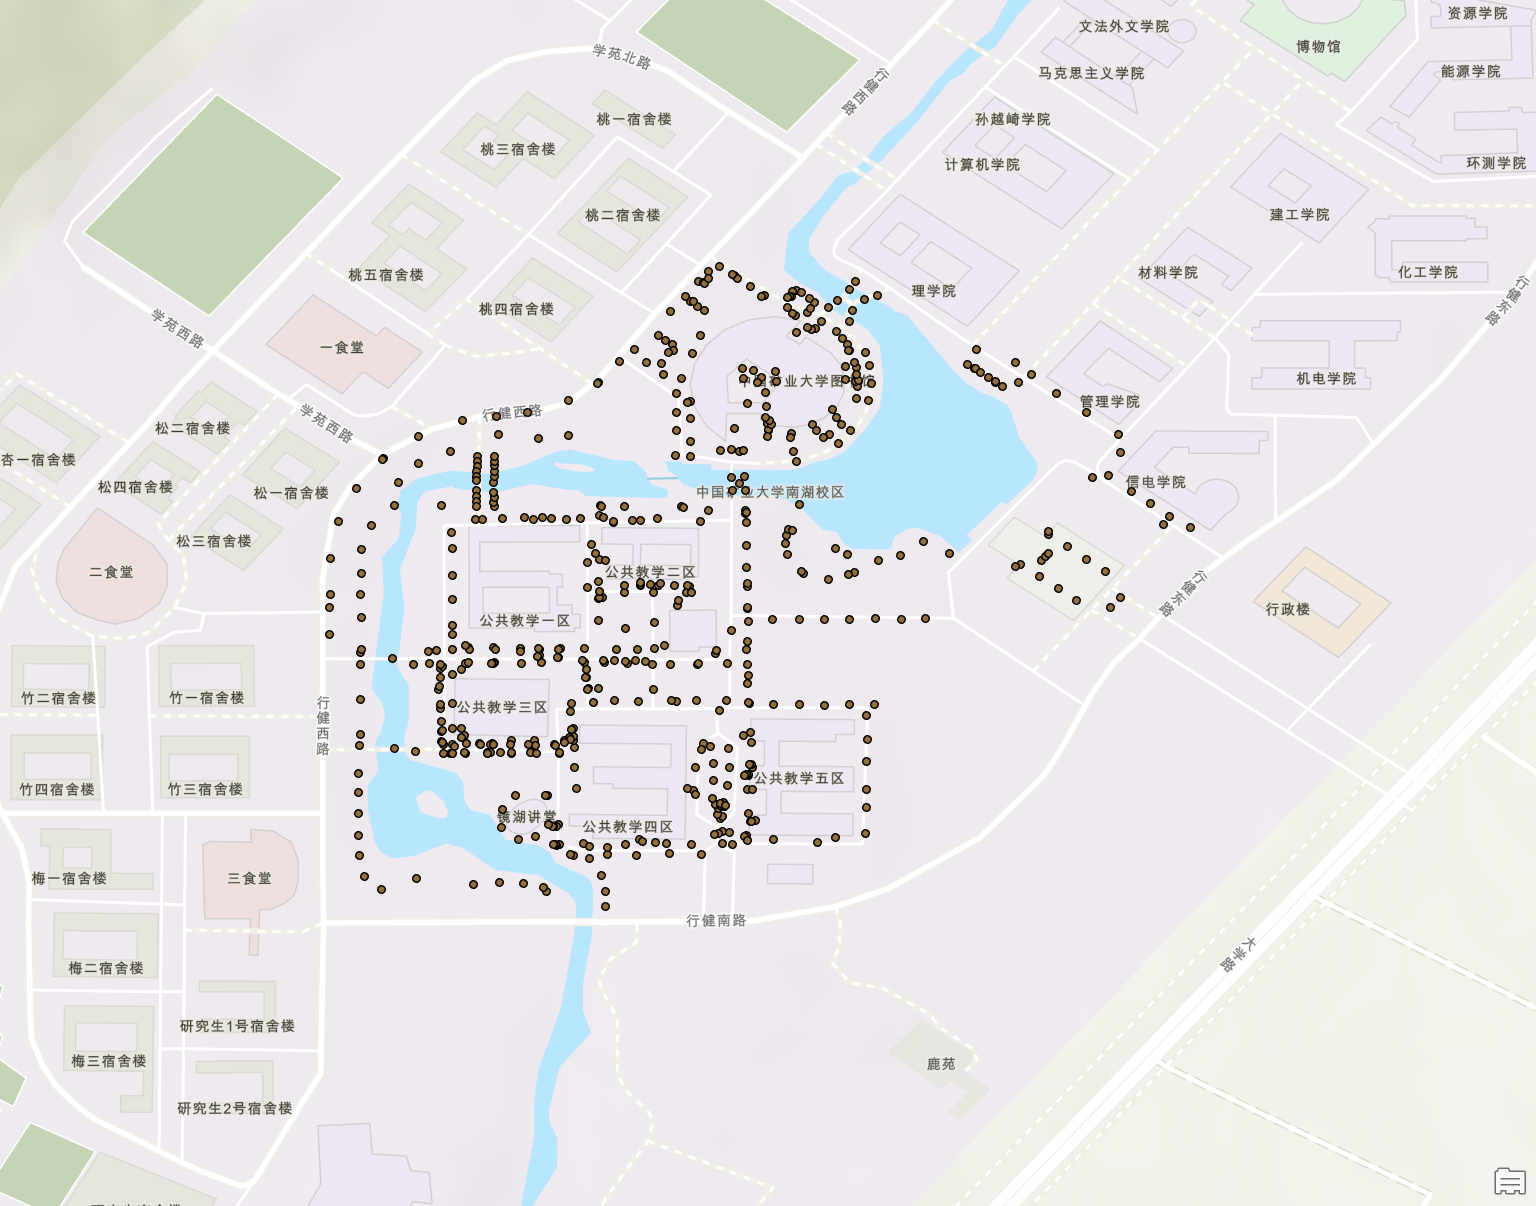 资源学院
文法外文学院
博物馆
学苑北路
马克思主义学院
能源学院
行健西路
桃一宿舍楼
孙越崎学院
桃三宿舍楼
计算机学院
环测学院
桃二宿舍楼
建工学院
桃五宿舍楼
材料学院
化工学院
理学院
行健东路
桃四宿舍楼
学苑西路
一食堂
机电学院
中国矿业大学图书馆
管理学院
行健西路
学苑西路
松二宿舍楼
杏一宿舍楼
信电学院
松四宿舍楼
松一宿舍楼
中国矿业大学南湖校区
松三宿舍楼
二食堂
公共教学二区
行健东路
行政楼
公共教学一区
竹二宿舍楼
竹一宿舍楼
公共教学三区
行健西路
公共教学五区
竹四宿舍楼
竹三宿舍楼
镜湖讲堂
公共教学四区
梅一宿舍楼
三食堂
行健南路
大学路
梅二宿舍楼
研究生1号宿舍楼
梅三宿舍楼
鹿苑
研究生2号宿舍楼